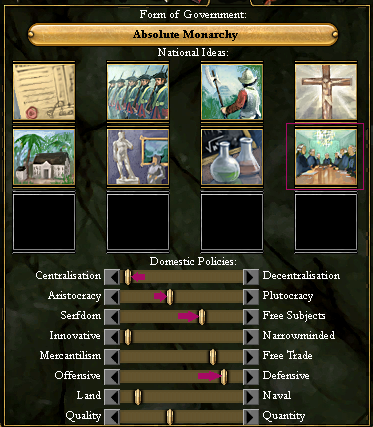 Form of Government:
Absolute Monarchy
National Ideas:
Domestic Policies:
Centralisation Decentralisation
Aristocracy Plutocracy
Serfdom Free Subjects
Innovative Narrowminded
Mercantilism Free Trade
Offensive Defensive
Land Naval
Quality Quantity